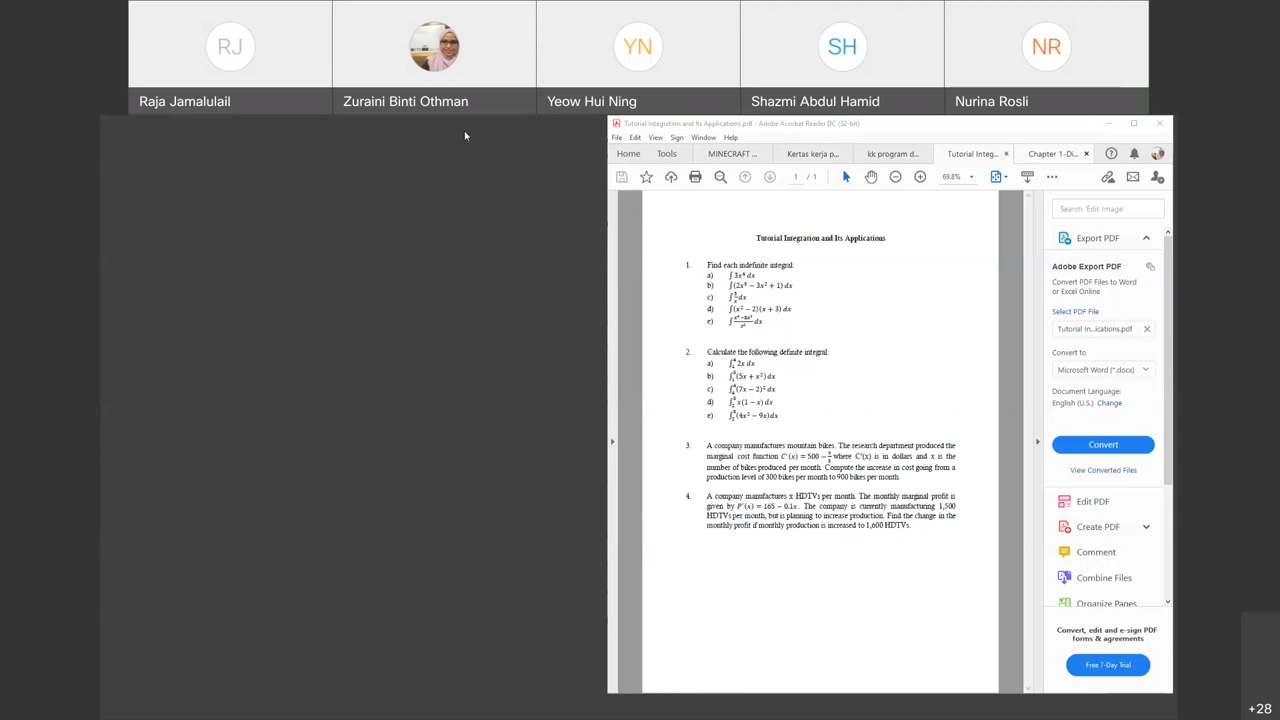 RJ
YN
SH
NR
Raja Jamalulail
Zuraini Binti Othman
Yeow Hui Ning
Shazmi Abdul Hamid
Nurina Rosli
Tutorial Integration and Its Applications.pdf - Adobe Acrobat Reader DC (32-bit)
File Edit View Sign Window Help
Home Tools MINECRAFT ... Kertas kerja p... kk program d... Tutorial Integ... Chapter 1-Di...
1 / 1 69.8%
Search 'Edit Image'
Export PDF
Adobe Export PDF
Convert PDF Files to Word
or Excel Online
Select PDF File
Tutorial In...ications.pdf
Convert to
Microsoft Word (*.docx)
Document Language:
English (U.S.) Change
Convert
View Converted Files
Edit PDF
Create PDF
Comment
Combine Files
Organize Pages
Convert, edit and e-sign PDF
forms & agreements
Free 7-Day Trial
Tutorial Integration and Its Applications
1. Find each indefinite integral:
a) ∫ 3x⁴ dx
b) dx
c) dx
d) ∫(x² − 2)(x + 3) dx
e) dx
2. Calculate the following definite integral:
a) 2x dx
b) (5x + x²) dx
c) (7x − 2)² dx
d) x(1 − x) dx
e) (4x² − 9x) dx
3. A company manufactures mountain bikes. The research department produced the
marginal cost function C'(x) = 500 − where C'(x) is in dollars and x is the
number of bikes produced per month. Compute the increase in cost going from a
production level of 300 bikes per month to 900 bikes per month.
4. A company manufactures x HDTVs per month. The monthly marginal profit is
given by P'(x) = 165 − 0.1x. The company is currently manufacturing 1,500
HDTVs per month, but is planning to increase production. Find the change in the
monthly profit if monthly production is increased to 1,600 HDTVs.
+28